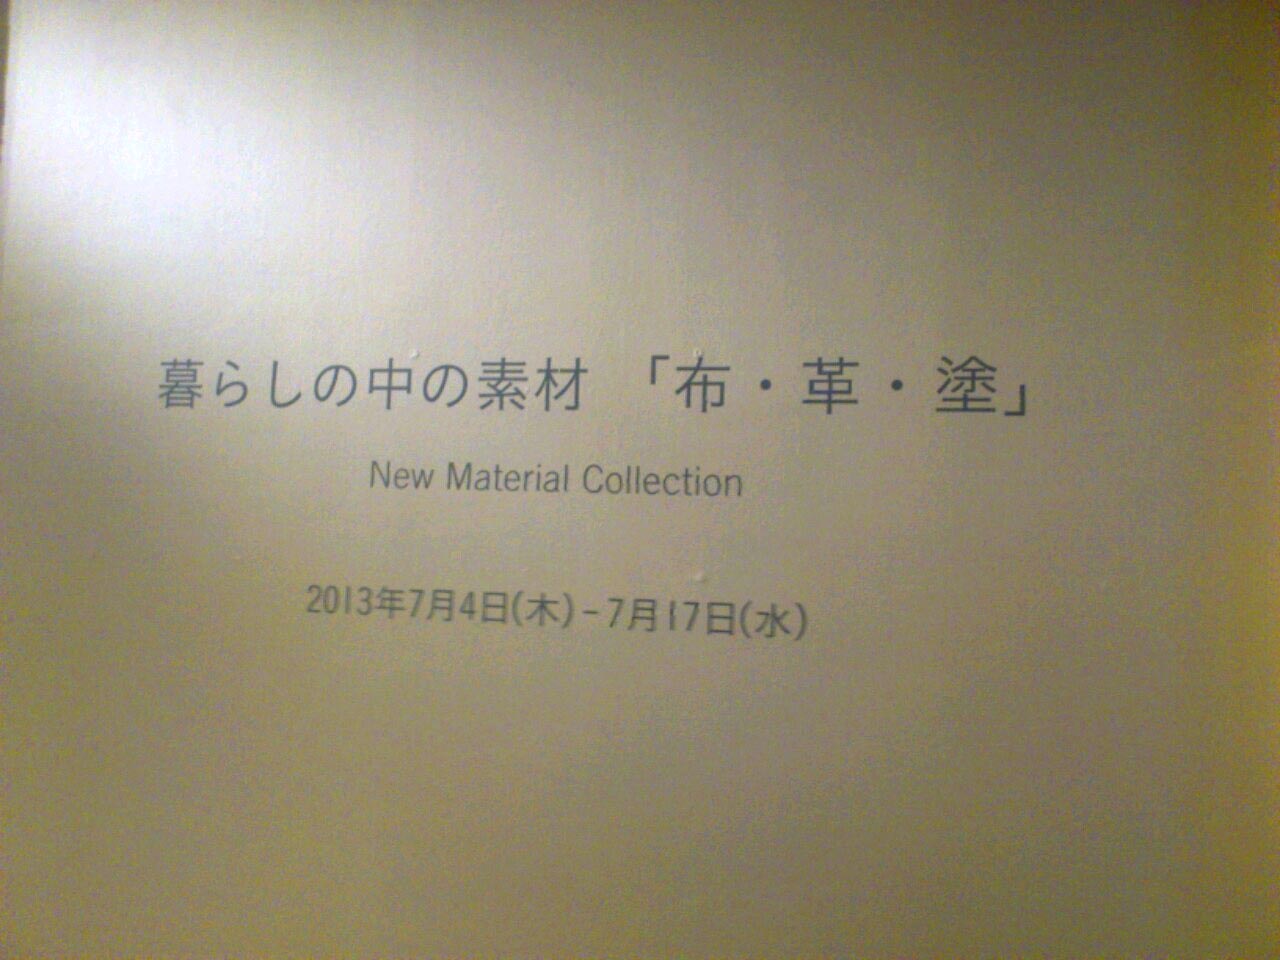 暮らしの中の素材 「布・革・塗」
New Material Collection
2013年7月4日(木) – 7月17日(水)